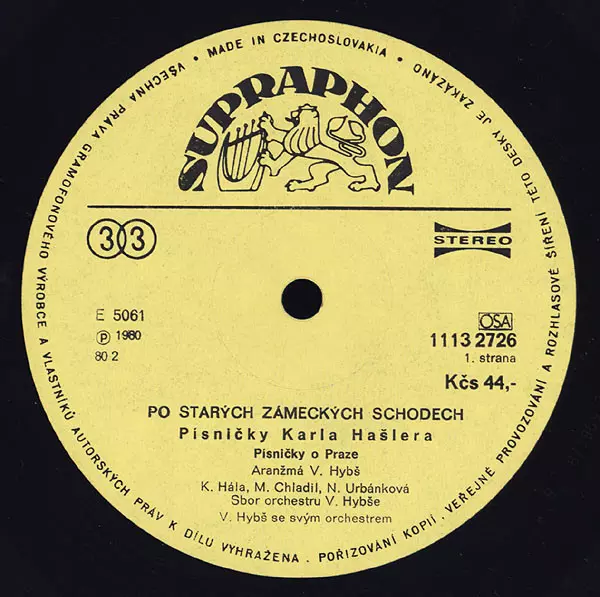 VŠECHNA PRÁVA GRAMOFONOVÉHO VÝROBCE A VLASTNÍKŮ AUTORSKÝCH PRÁV K DÍLU VYHRAŽENA . POŘIZOVÁNÍ KOPIÍ . VEŘEJNÉ PROVOZOVÁNÍ A ROZHLASOVÉ ŠÍŘENÍ TÉTO DESKY JE ZAKÁZÁNO
• MADE IN CZECHOSLOVAKIA •
SUPRAPHON
33
STEREO
E 5061
OSA
Ⓟ 1980
1113 2726
80 2
1. strana
Kčs 44,-
PO STARÝCH ZÁMECKÝCH SCHODECH
Písničky Karla Hašlera
Písničky o Praze
Aranžmá V. Hybš
K. Hála, M. Chladil, N. Urbánková
Sbor orchestru V. Hybše
V. Hybš se svým orchestrem